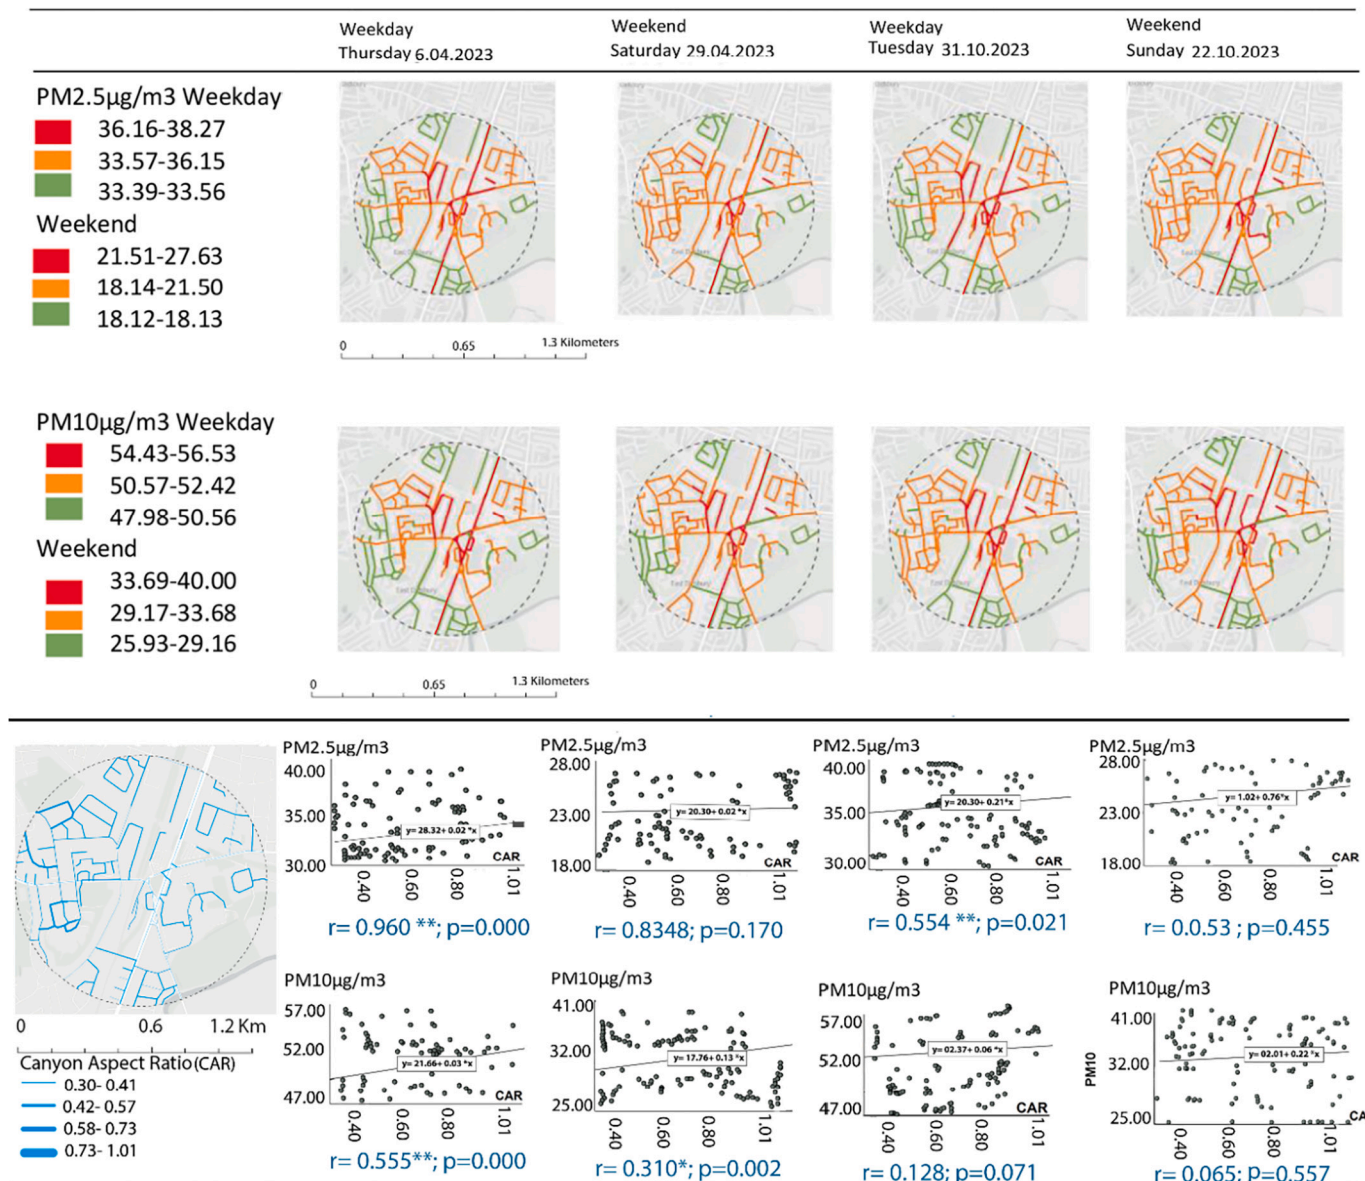 Weekday
Thursday 6.04.2023
Weekend
Saturday 29.04.2023
Weekday
Tuesday 31.10.2023
Weekend
Sunday 22.10.2023
PM2.5µg/m3 Weekday
36.16-38.27
33.57-36.15
33.39-33.56
Weekend
21.51-27.63
18.14-21.50
18.12-18.13
0 0.65 1.3 Kilometers
PM10µg/m3 Weekday
54.43-56.53
50.57-52.42
47.98-50.56
Weekend
33.69-40.00
29.17-33.68
25.93-29.16
East Didsbury
0 0.65 1.3 Kilometers
0 0.6 1.2 Km
Canyon Aspect Ratio(CAR)
0.30- 0.41
0.42- 0.57
0.58- 0.73
0.73- 1.01
PM2.5µg/m3
40.00
35.00
30.00
y= 28.32+ 0.02 *x
CAR
0.40 0.60 0.80 1.01
r= 0.960 **; p=0.000
PM2.5µg/m3
28.00
23.00
18.00
y= 20.30+ 0.02 *x
CAR
0.40 0.60 0.80 1.01
r= 0.8348; p=0.170
PM2.5µg/m3
40.00
35.00
30.00
y= 20.30+ 0.21*x
CAR
0.40 0.60 0.80 1.01
r= 0.554 **; p=0.021
PM2.5µg/m3
28.00
23.00
18.00
y= 1.02+ 0.76*x
CAR
0.40 0.60 0.80 1.01
r= 0.0.53 ; p=0.455
PM10µg/m3
57.00
52.00
47.00
y= 21.66+ 0.03 *x
CAR
0.40 0.60 0.80 1.01
r= 0.555**; p=0.000
PM10µg/m3
41.00
32.00
25.00
y= 17.76+ 0.13 *x
CAR
0.40 0.60 0.80 1.01
r= 0.310*; p=0.002
PM10µg/m3
57.00
52.00
47.00
y= 02.37+ 0.06 *x
CAR
0.40 0.60 0.80 1.01
r= 0.128; p=0.071
PM10µg/m3
PM10
41.00
32.00
25.00
y= 02.01+ 0.22 *x
CA
0.40 0.60 0.80 1.01
r= 0.065; p=0.557